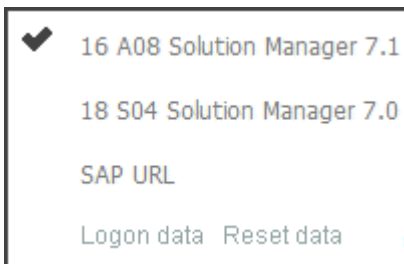 16 A08 Solution Manager 7.1
18 S04 Solution Manager 7.0
SAP URL
Logon data Reset data